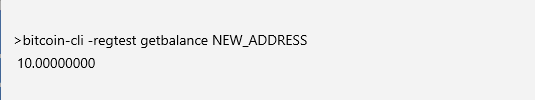 >bitcoin-cli -regtest getbalance NEW_ADDRESS
10.00000000